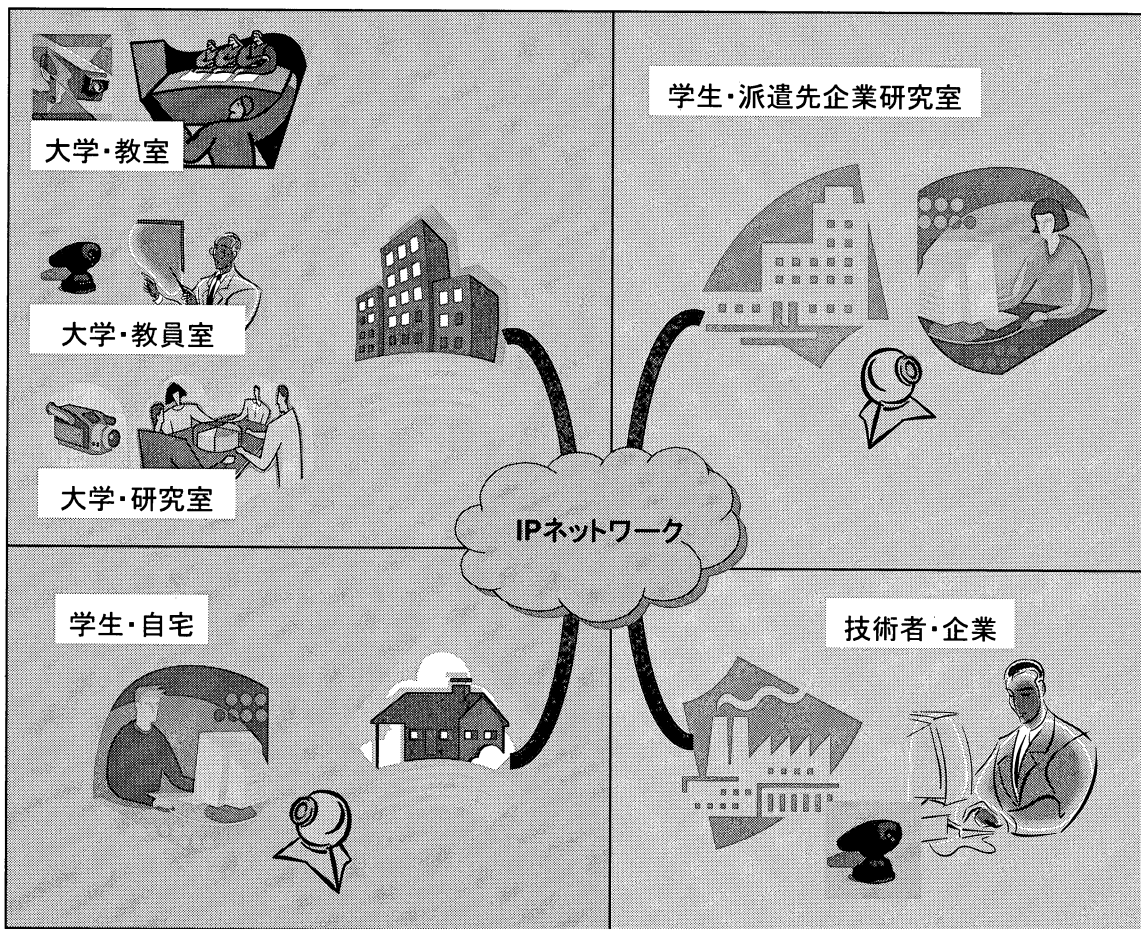 大学・教室
大学・教員室
大学・研究室
学生・派遣先企業研究室
IPネットワーク
学生・自宅
技術者・企業